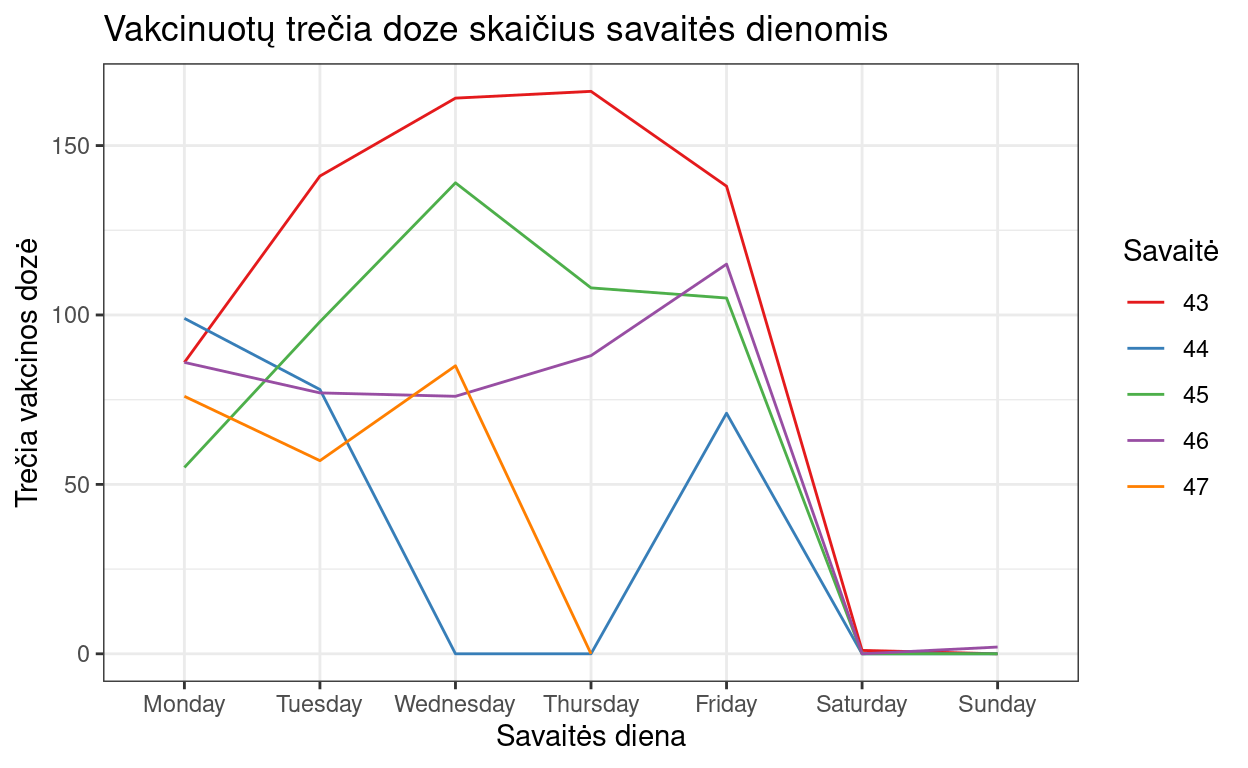 Vakcinuotų trečia doze skaičius savaitės dienomis
Trečia vakcinos dozė
150
100
50
0
Monday Tuesday Wednesday Thursday Friday Saturday Sunday
Savaitės diena
Savaitė
43
44
45
46
47